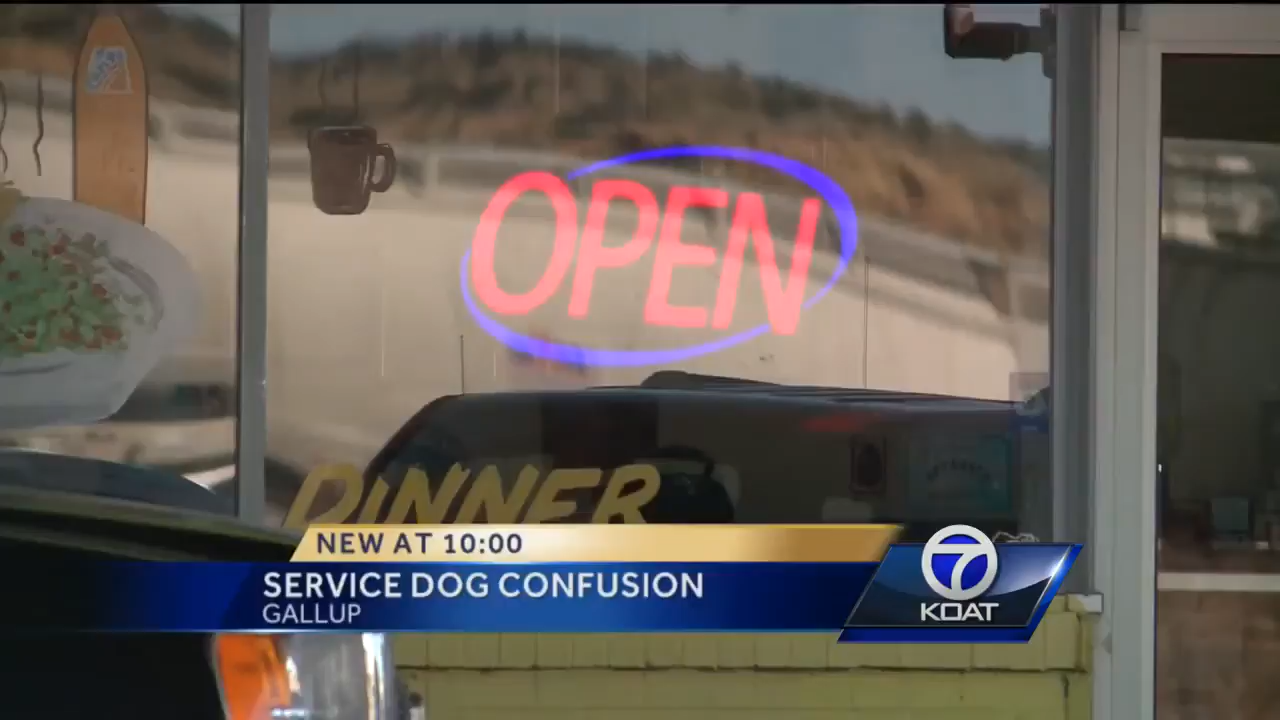 OPEN
DINNER
NEW AT 10:00
SERVICE DOG CONFUSION
GALLUP
7
KOAT